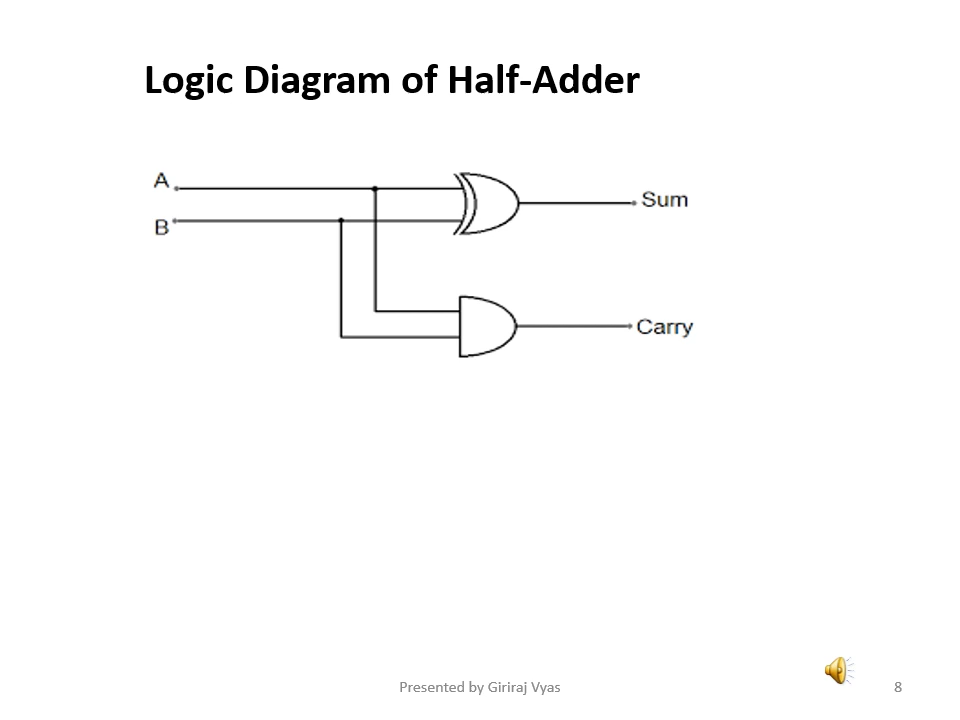 Logic Diagram of Half-Adder
A
Sum
B
Carry
Presented by Giriraj Vyas
8